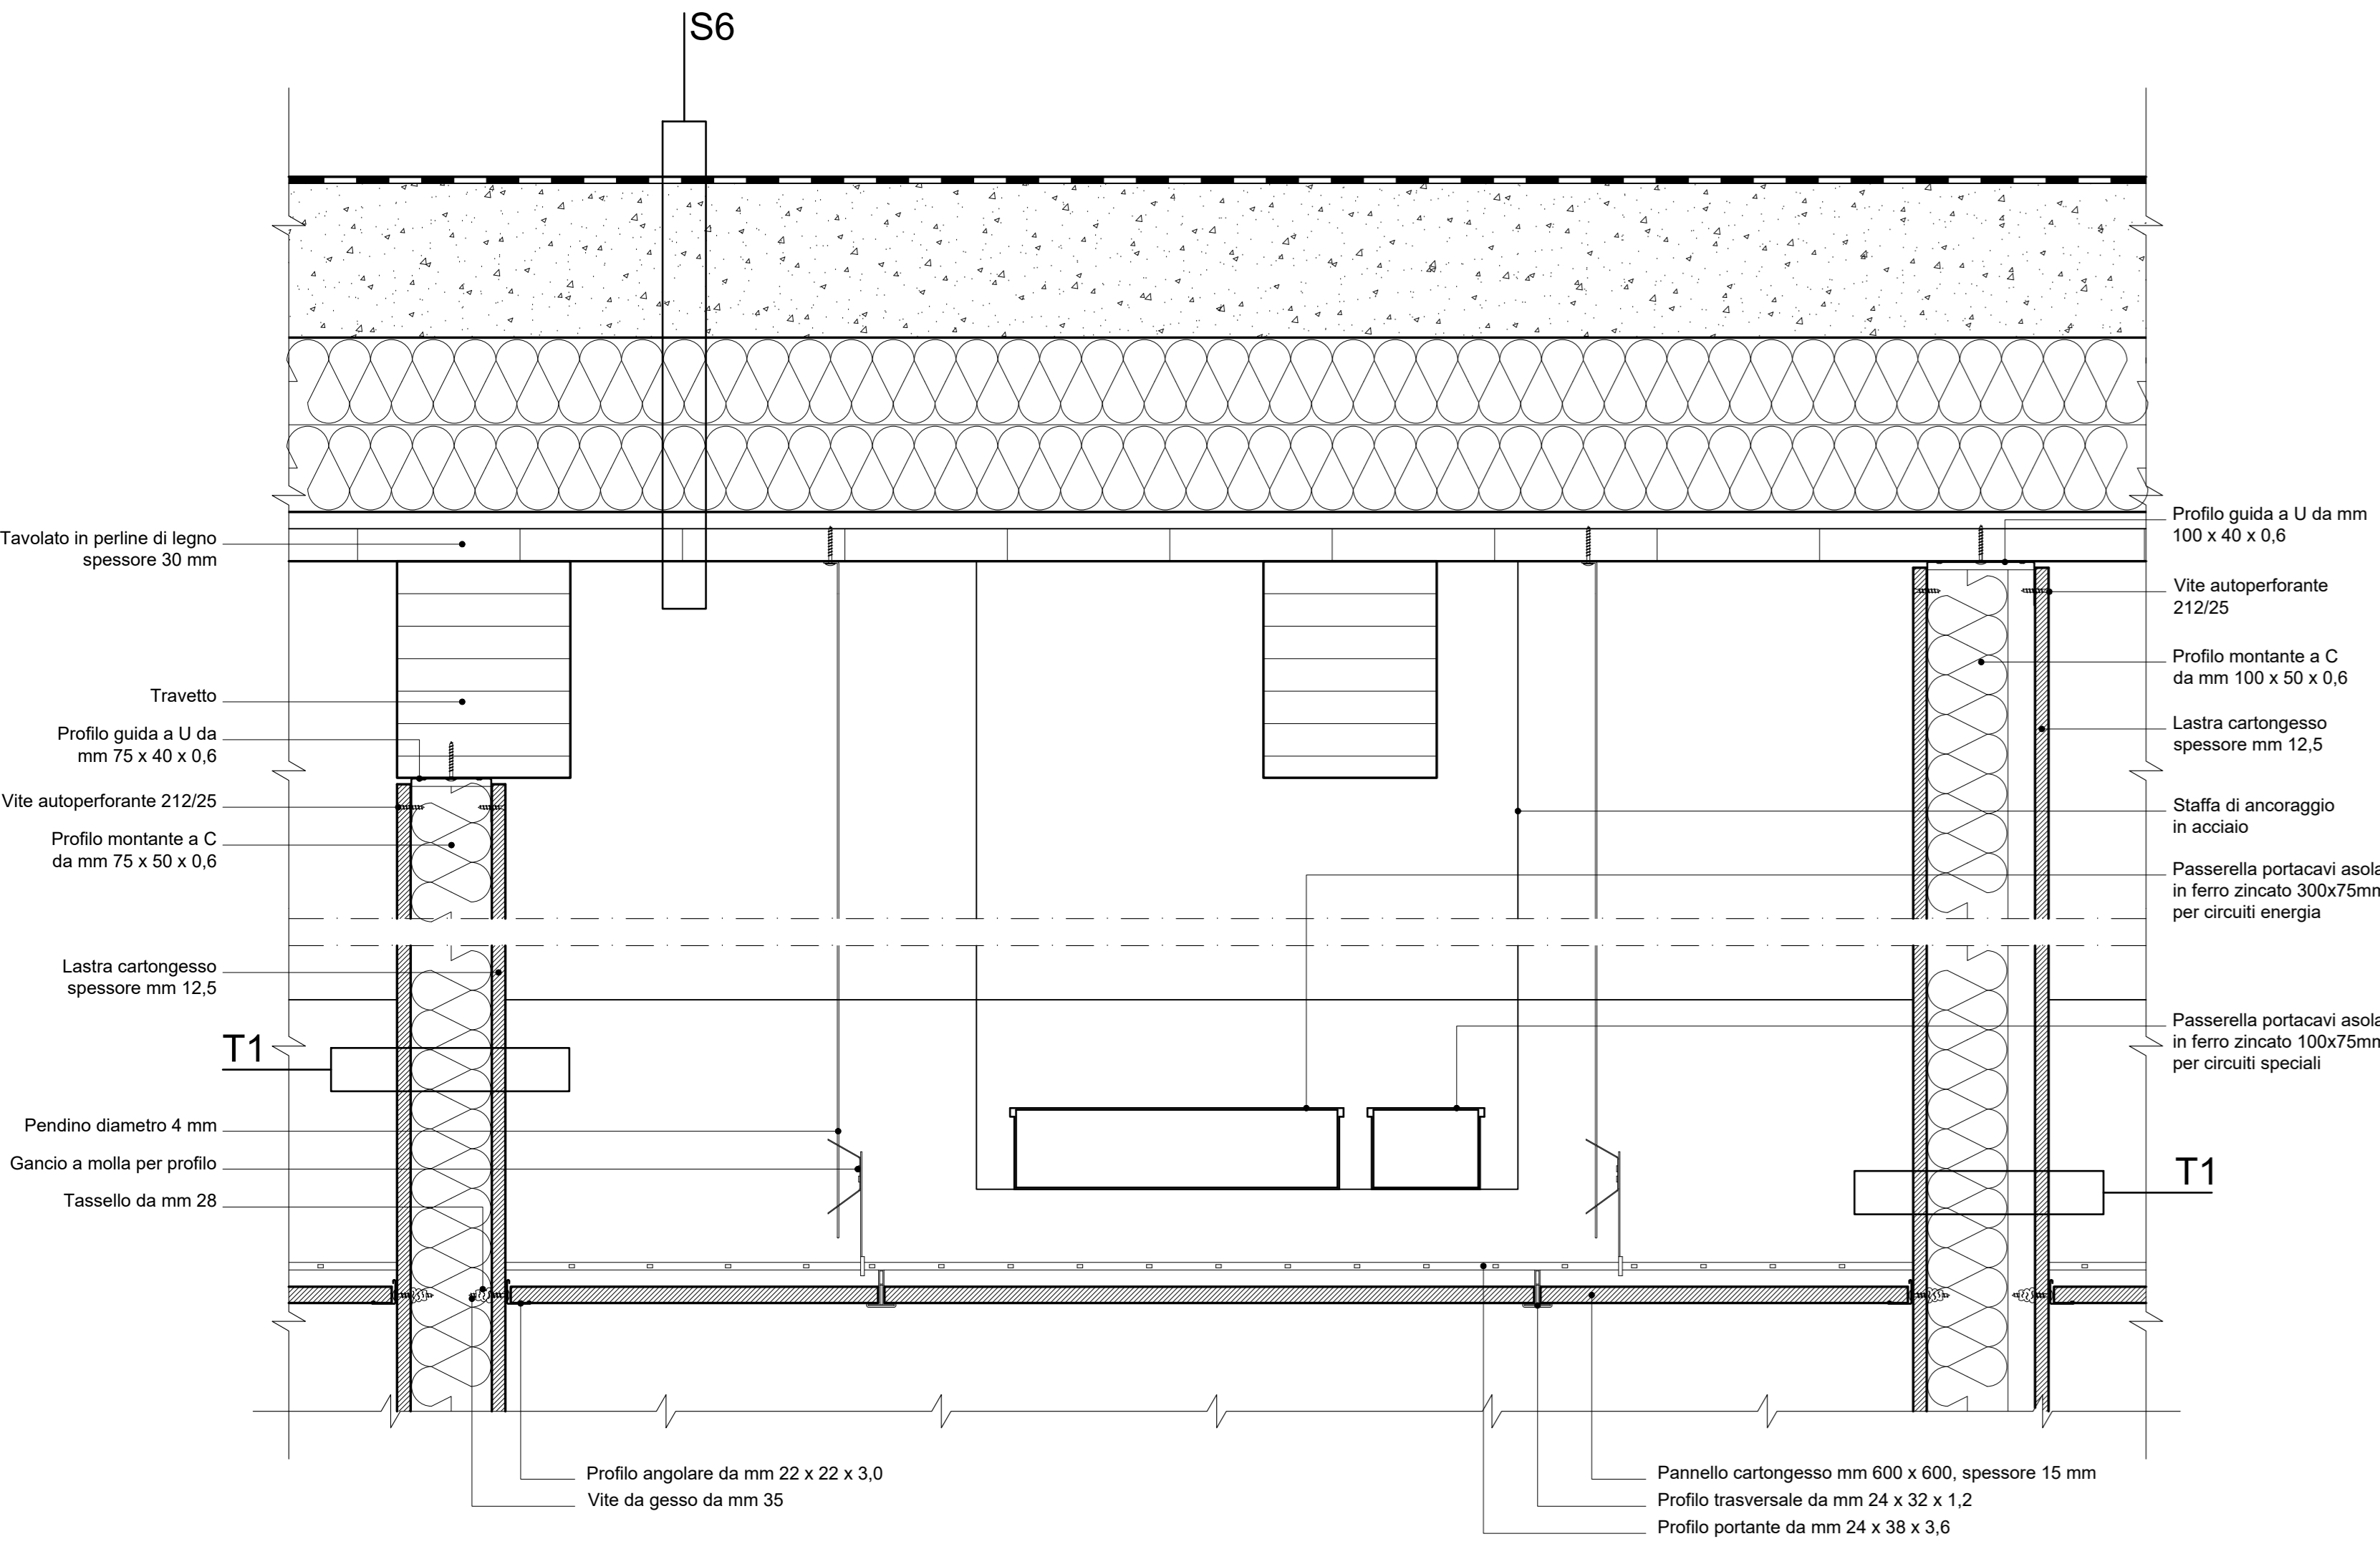 S6
Tavolato in perline di legno
spessore 30 mm
Travetto
Profilo guida a U da
mm 75 x 40 x 0,6
Vite autoperforante 212/25
Profilo montante a C
da mm 75 x 50 x 0,6
Lastra cartongesso
spessore mm 12,5
T1
Pendino diametro 4 mm
Gancio a molla per profilo
Tassello da mm 28
Profilo angolare da mm 22 x 22 x 3,0
Vite da gesso da mm 35
Profilo guida a U da mm
100 x 40 x 0,6
Vite autoperforante
212/25
Profilo montante a C
da mm 100 x 50 x 0,6
Lastra cartongesso
spessore mm 12,5
Staffa di ancoraggio
in acciaio
Passerella portacavi asola
in ferro zincato 300x75mm
per circuiti energia
Passerella portacavi asola
in ferro zincato 100x75mm
per circuiti speciali
T1
Pannello cartongesso mm 600 x 600, spessore 15 mm
Profilo trasversale da mm 24 x 32 x 1,2
Profilo portante da mm 24 x 38 x 3,6